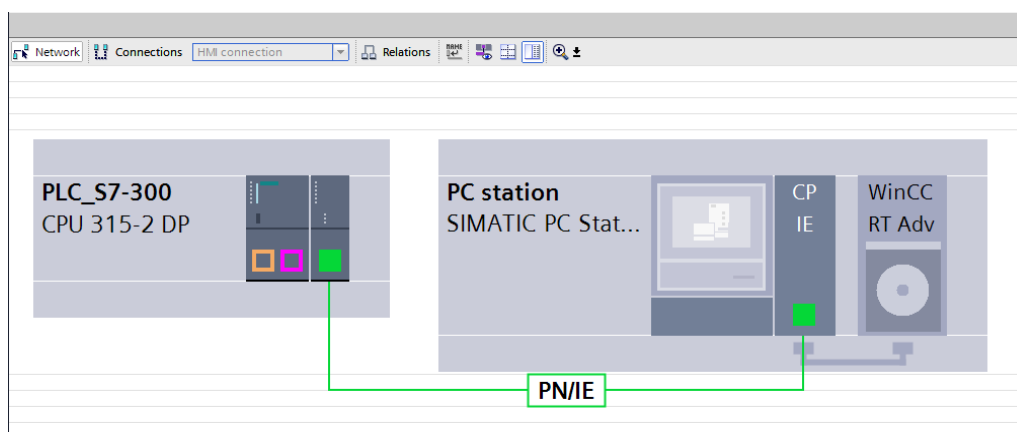 Network Connections HMI connection Relations
PLC_S7-300
CPU 315-2 DP
PC station
SIMATIC PC Stat...
CP
IE
WinCC
RT Adv
PN/IE